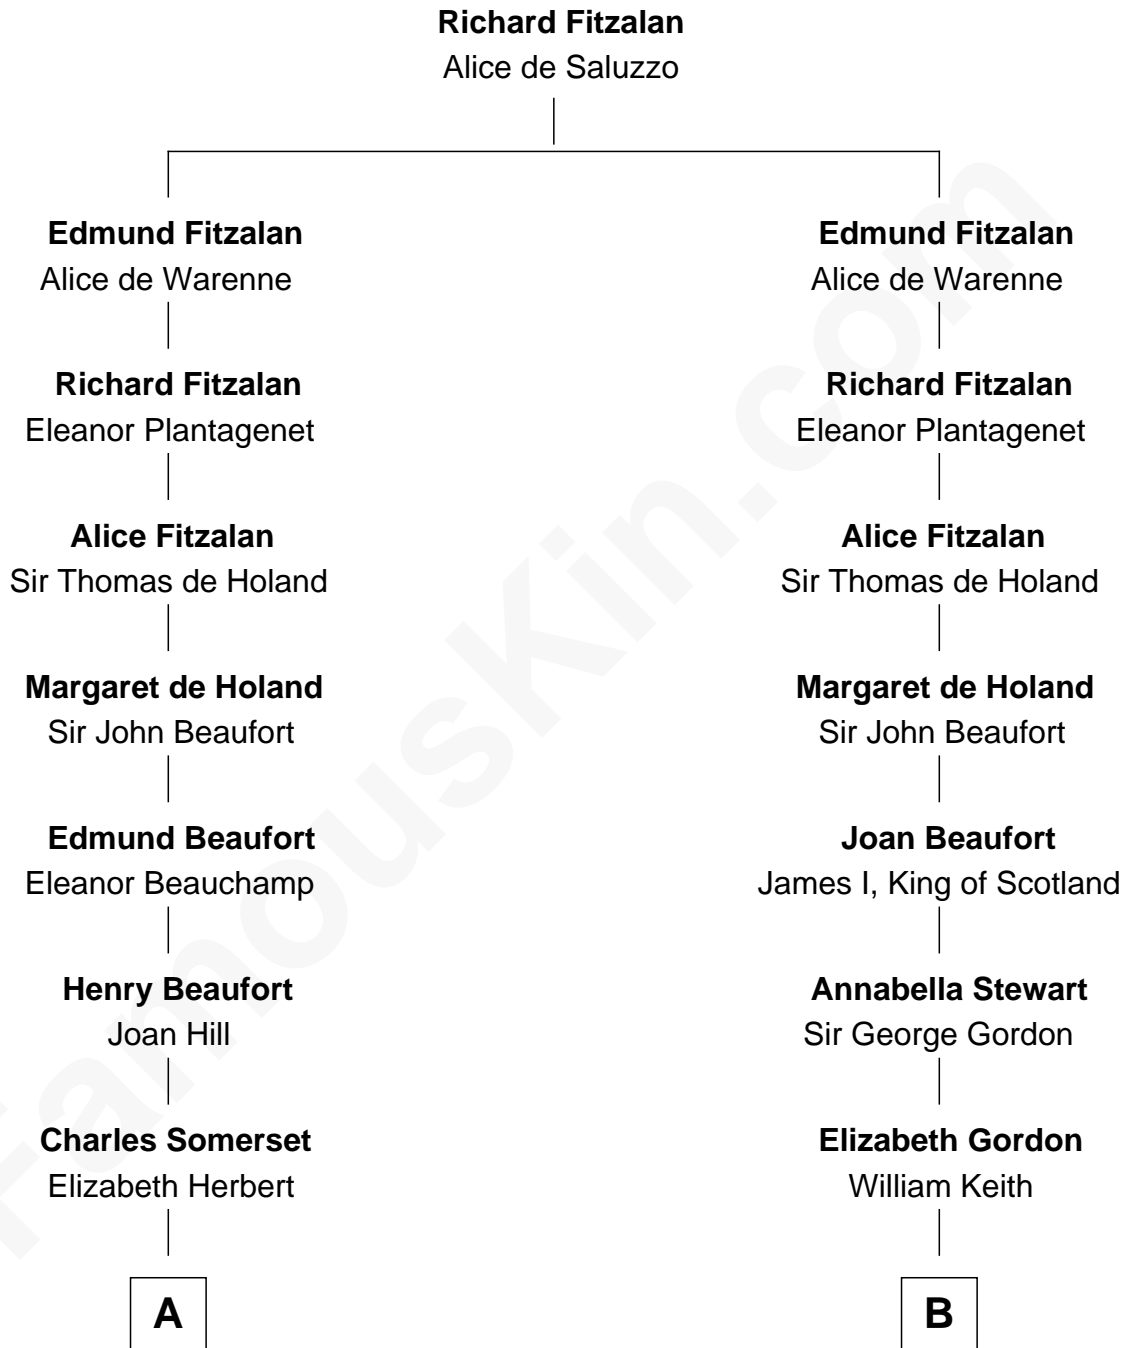 Richard Fitzalan
Alice de Saluzzo
Edmund Fitzalan
Alice de Warenne
Richard Fitzalan
Eleanor Plantagenet
Alice Fitzalan
Sir Thomas de Holand
Margaret de Holand
Sir John Beaufort
Edmund Beaufort
Eleanor Beauchamp
Henry Beaufort
Joan Hill
Charles Somerset
Elizabeth Herbert
A
Edmund Fitzalan
Alice de Warenne
Richard Fitzalan
Eleanor Plantagenet
Alice Fitzalan
Sir Thomas de Holand
Margaret de Holand
Sir John Beaufort
Joan Beaufort
James I, King of Scotland
Annabella Stewart
Sir George Gordon
Elizabeth Gordon
William Keith
B
FamousKin.com